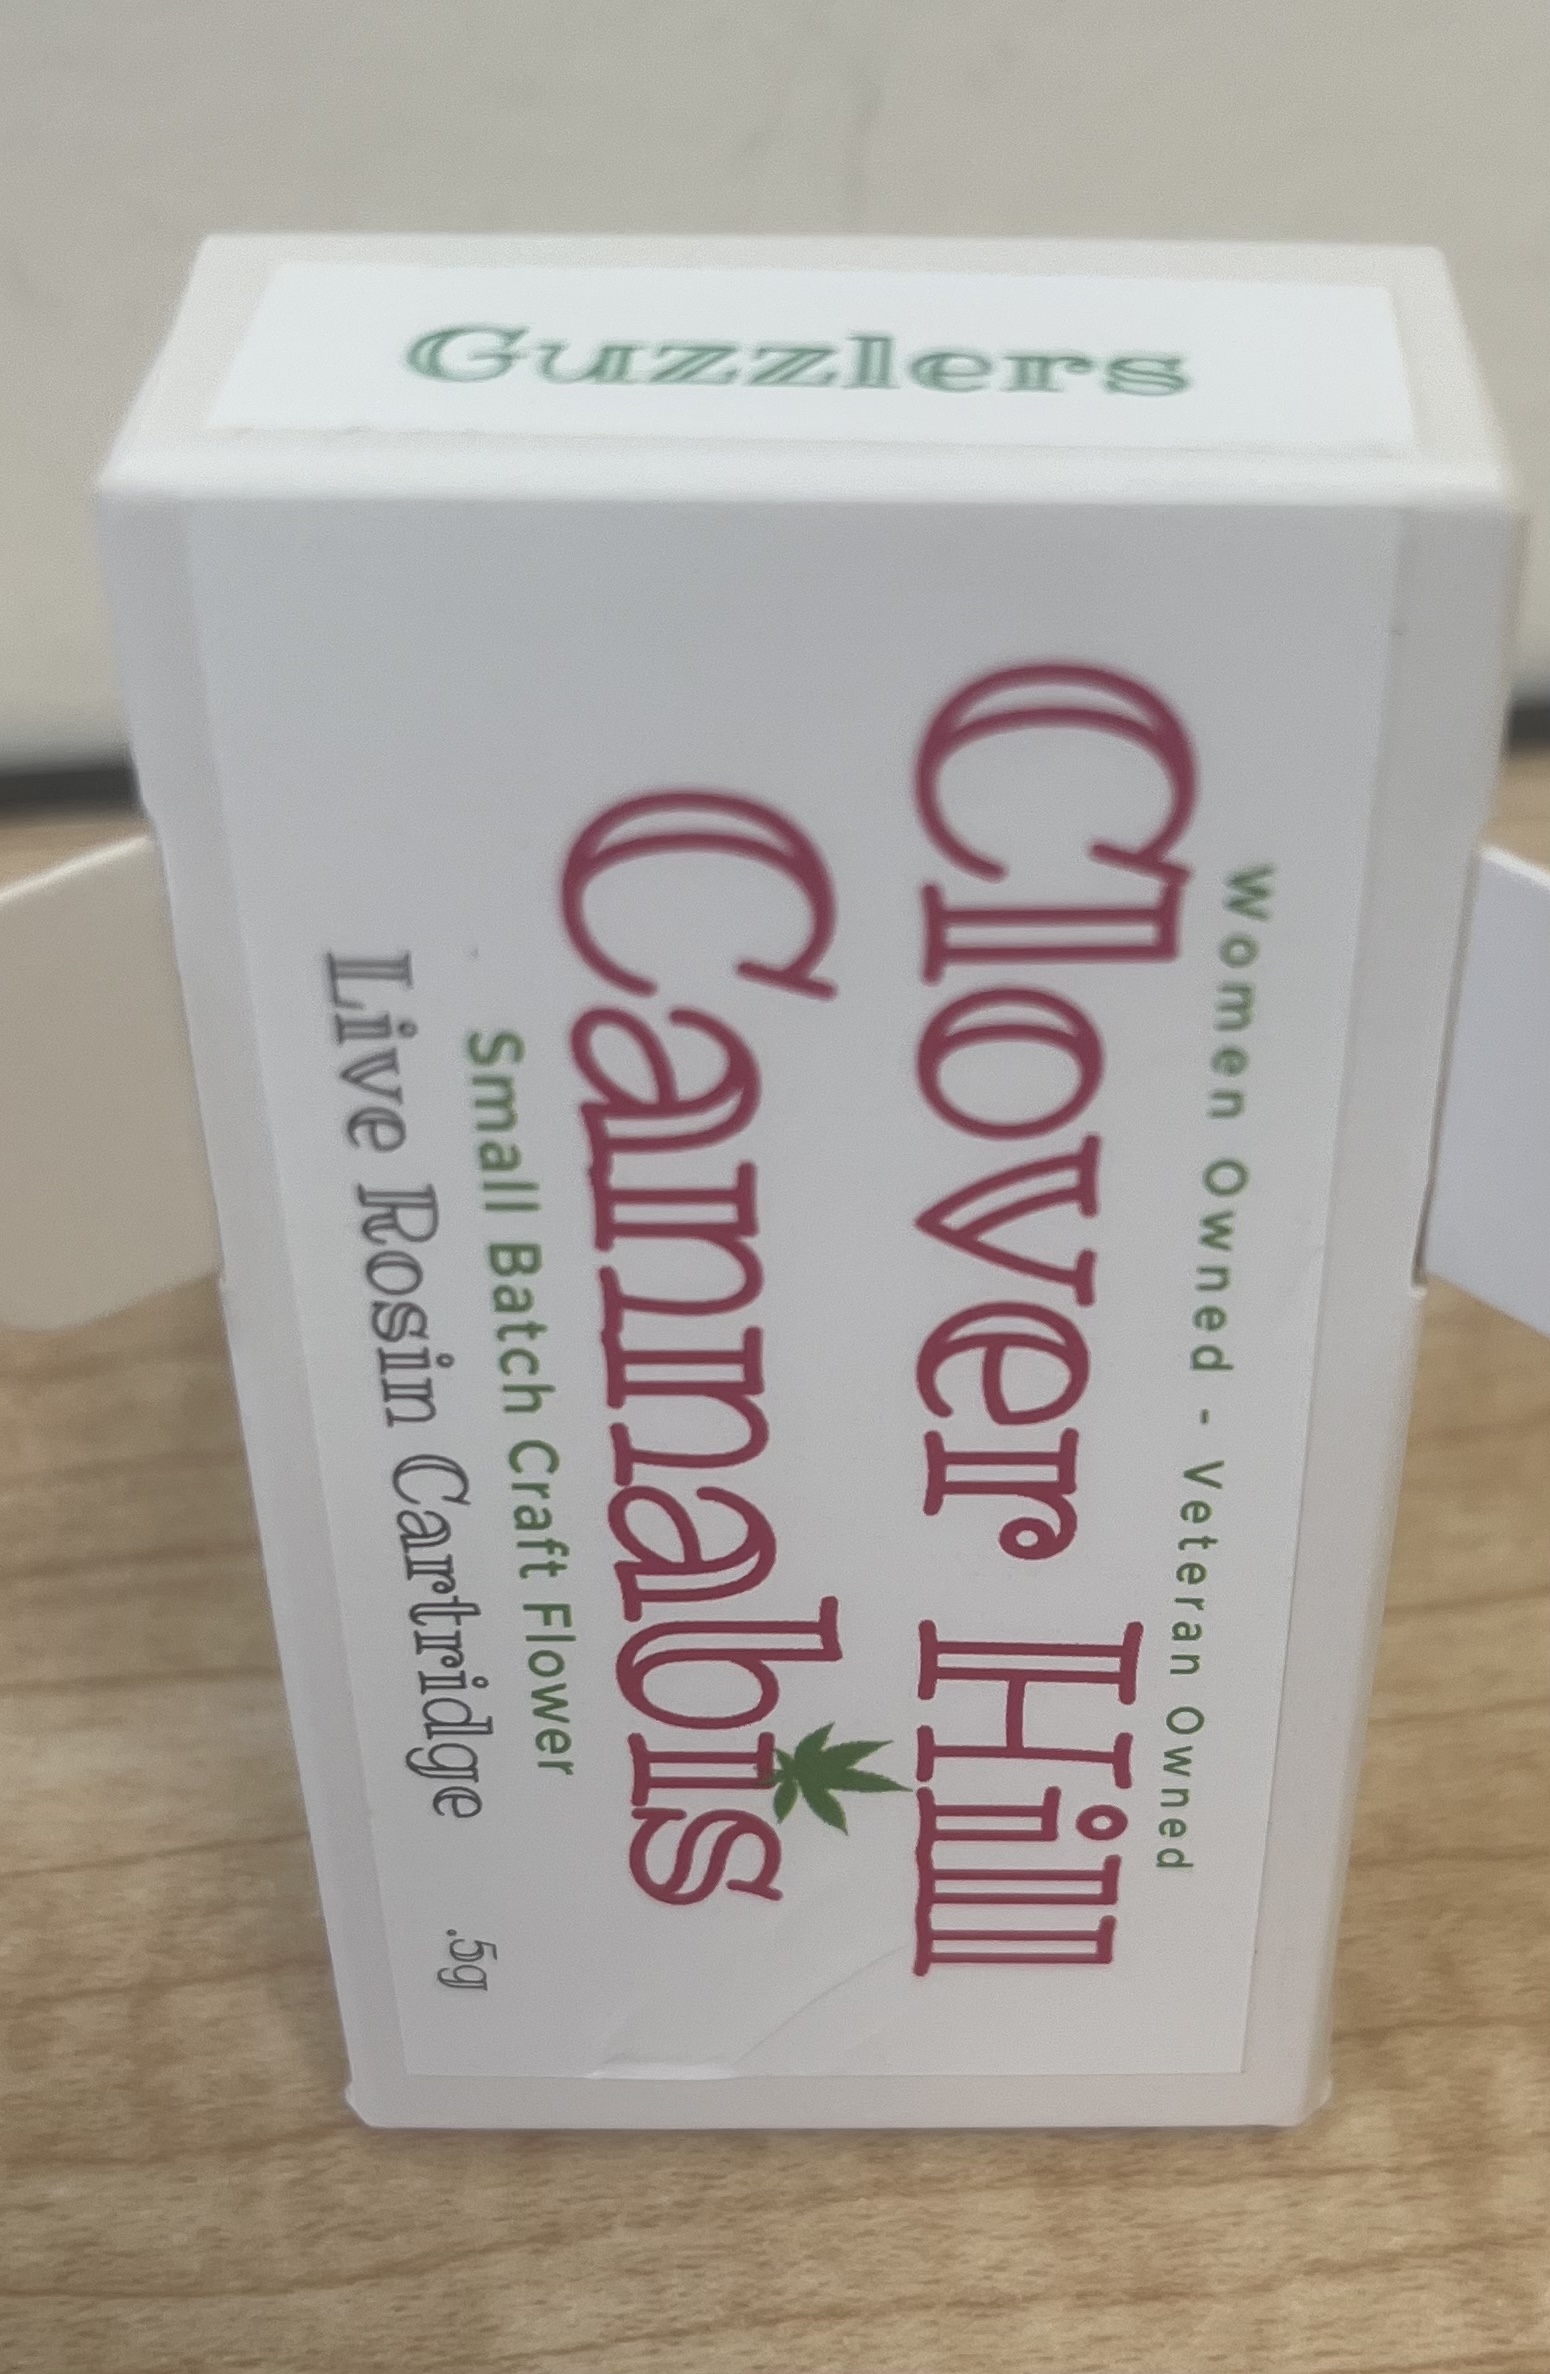 Guzzlers
Women Owned - Veteran Owned
Clover Hill
Cannabis
Small Batch Craft Flower
Live Rosin Cartridge .5g